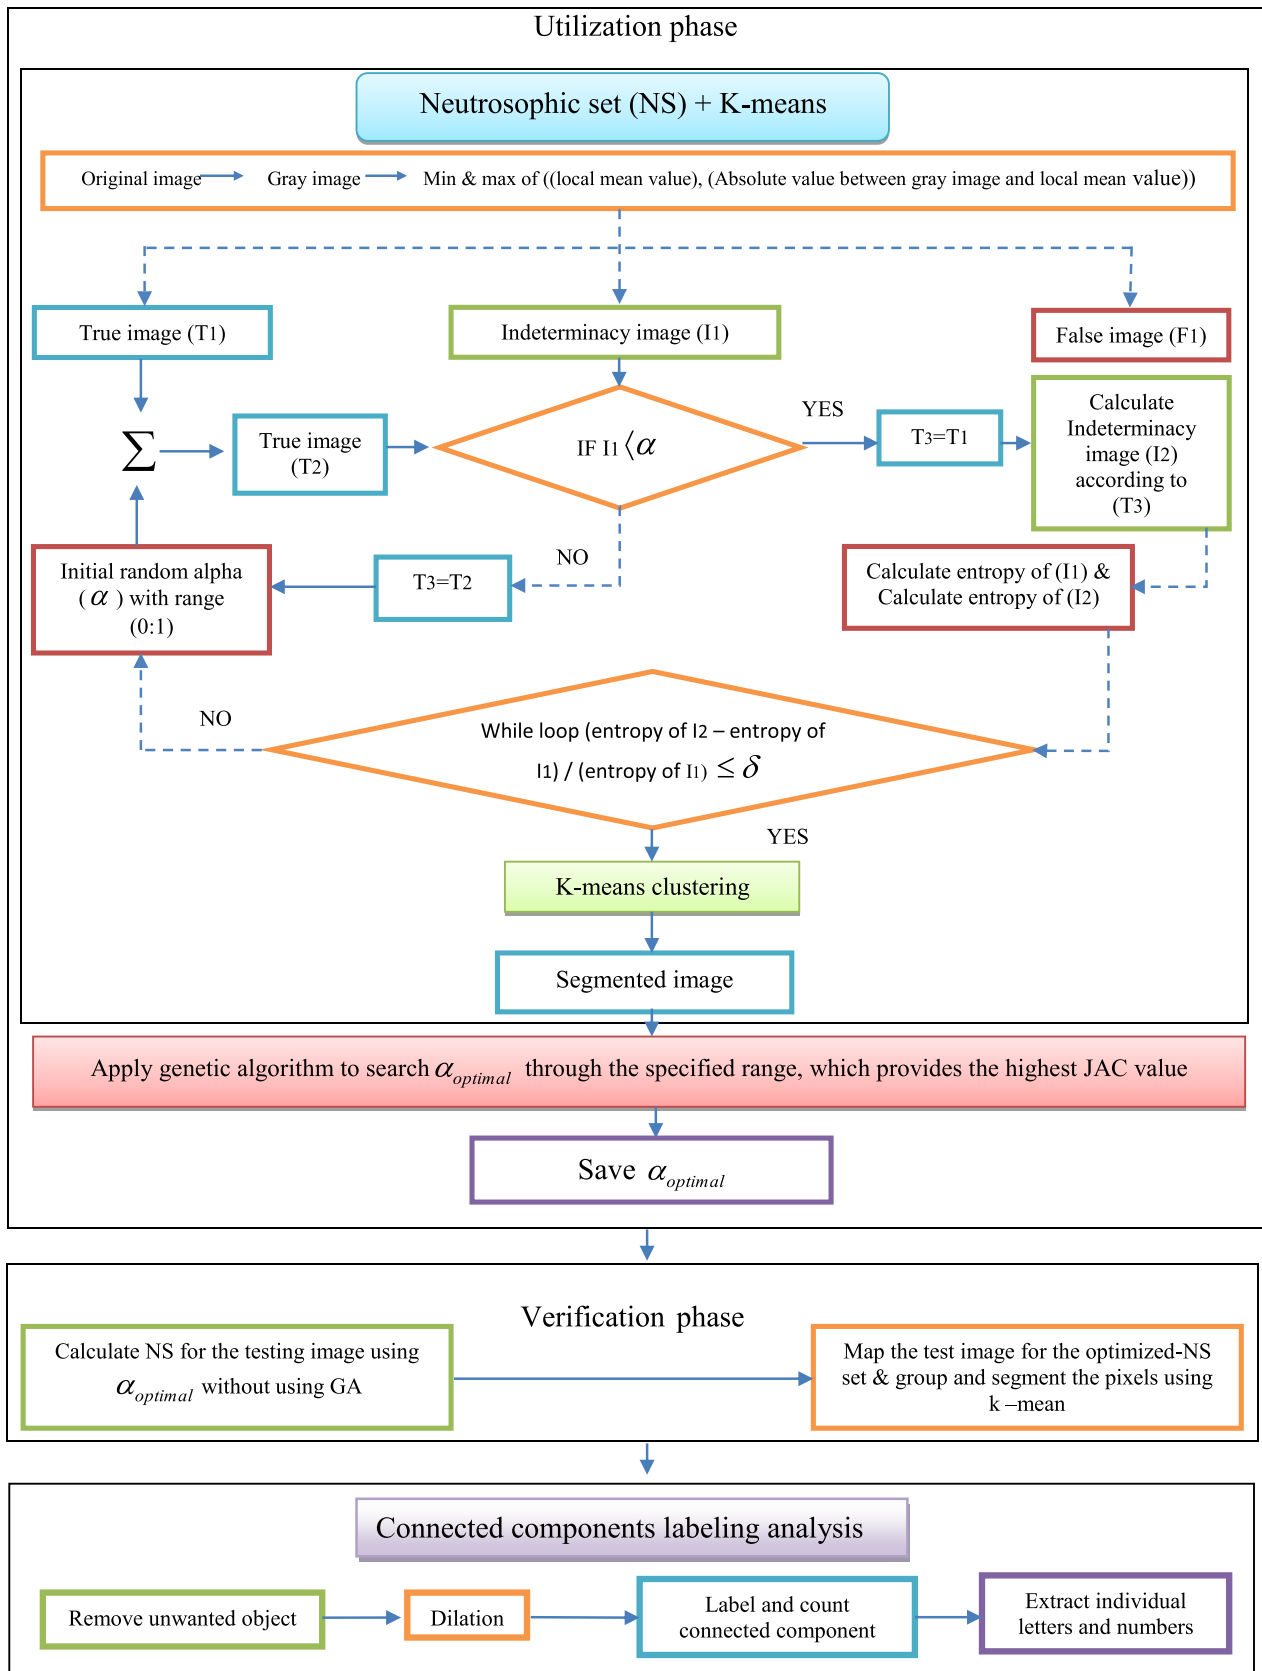 Utilization phase
Neutrosophic set (NS) + K-means
Original image
Gray image
Min & max of ((local mean value), (Absolute value between gray image and local mean value))
True image (T1)
Indeterminacy image (I1)
False image (F1)
∑
True image
(T2)
IF I1 ⟨α
YES
T3=T1
Calculate
Indeterminacy
image (I2)
according to
(T3)
NO
T3=T2
Initial random alpha
( α ) with range
(0:1)
Calculate entropy of (I1) &
Calculate entropy of (I2)
NO
While loop (entropy of I2 – entropy of
I1) / (entropy of I1) ≤ δ
YES
K-means clustering
Segmented image
Apply genetic algorithm to search α optimal through the specified range, which provides the highest JAC value
Save α optimal
Verification phase
Calculate NS for the testing image using
α optimal without using GA
Map the test image for the optimized-NS
set & group and segment the pixels using
k –mean
Connected components labeling analysis
Remove unwanted object
Dilation
Label and count
connected component
Extract individual
letters and numbers